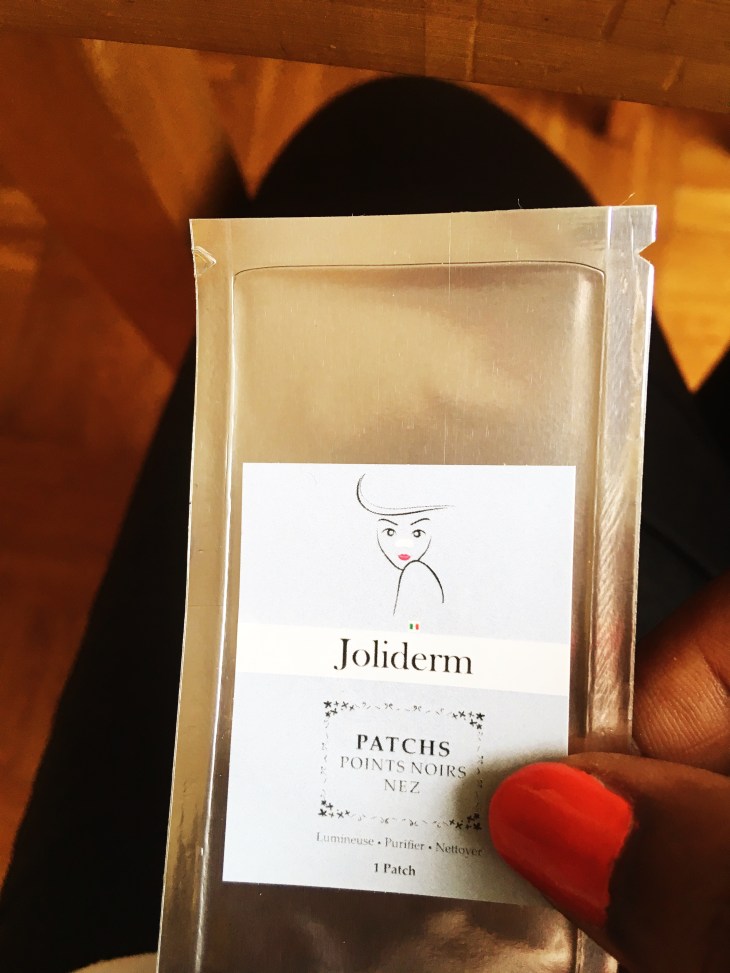 Joliderm
PATCHS
POINTS NOIRS
NEZ
Lumineuse • Purifier • Nettoyer
1 Patch